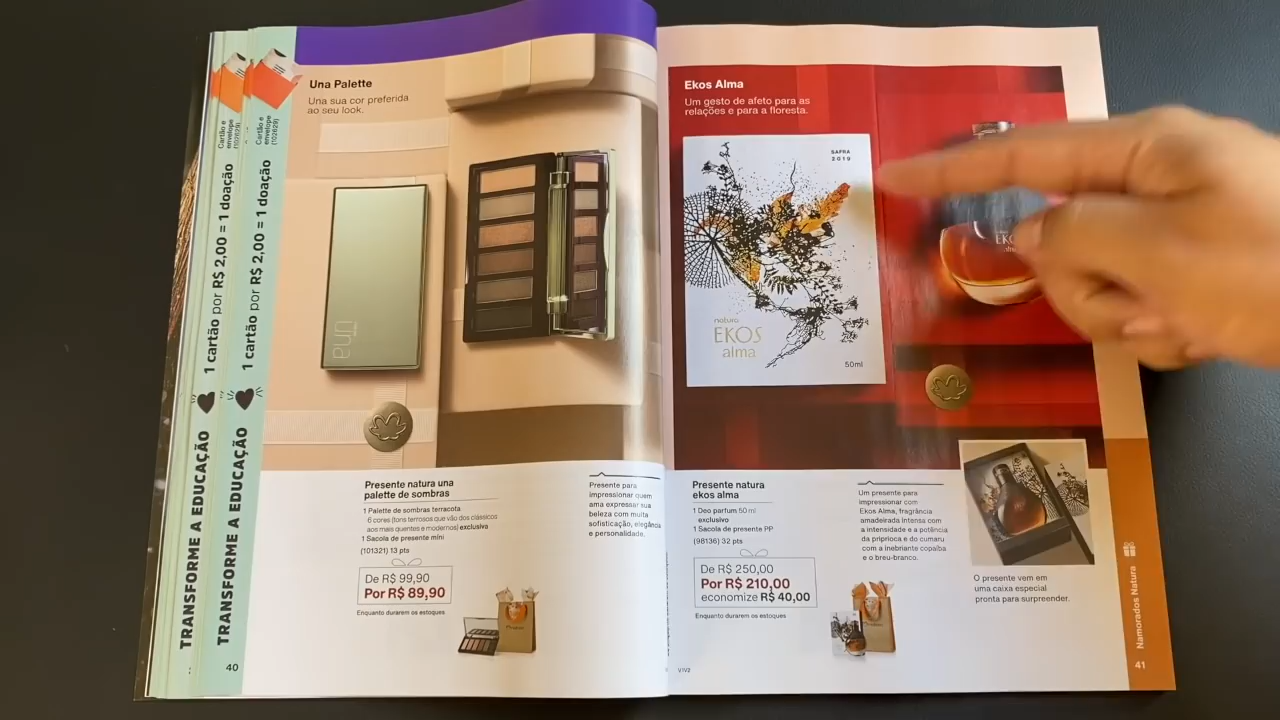 Una Palette
Una sua cor preferida
ao seu look.
Cartão e
envelope
(102629)
Cartão e
envelope
(102629)
TRANSFORME A EDUCAÇÃO
1 cartão por R$ 2,00 = 1 doação
TRANSFORME A EDUCAÇÃO
1 cartão por R$ 2,00 = 1 doação
una
Presente natura una
palette de sombras
1 Palette de sombras terracota
6 cores (tons terrosos que vão dos clássicos
aos mais quentes e modernos) exclusiva
1 Sacola de presente mini
(101321) 13 pts
De R$ 99,90
Por R$ 89,90
Enquanto durarem os estoques
Presente para
impressionar quem
ama expressar sua
beleza com muita
sofisticação, elegância
e personalidade.
40
Ekos Alma
Um gesto de afeto para as
relações e para a floresta.
SAFRA
2019
natura
EKOS
alma
50ml
EK
Presente natura
ekos alma
1 Deo parfum 50 ml
exclusivo
1 Sacola de presente PP
(98136) 32 pts
De R$ 250,00
Por R$ 210,00
economize R$ 40,00
Enquanto durarem os estoques
Um presente para
impressionar com
Ekos Alma, fragrância
amadeirada intensa com
a intensidade e a potência
da priprioca e do cumaru
com a inebriante copaíba
e o breu-branco.
O presente vem em
uma caixa especial
pronta para surpreender.
V1V2
Namorados Natura
41